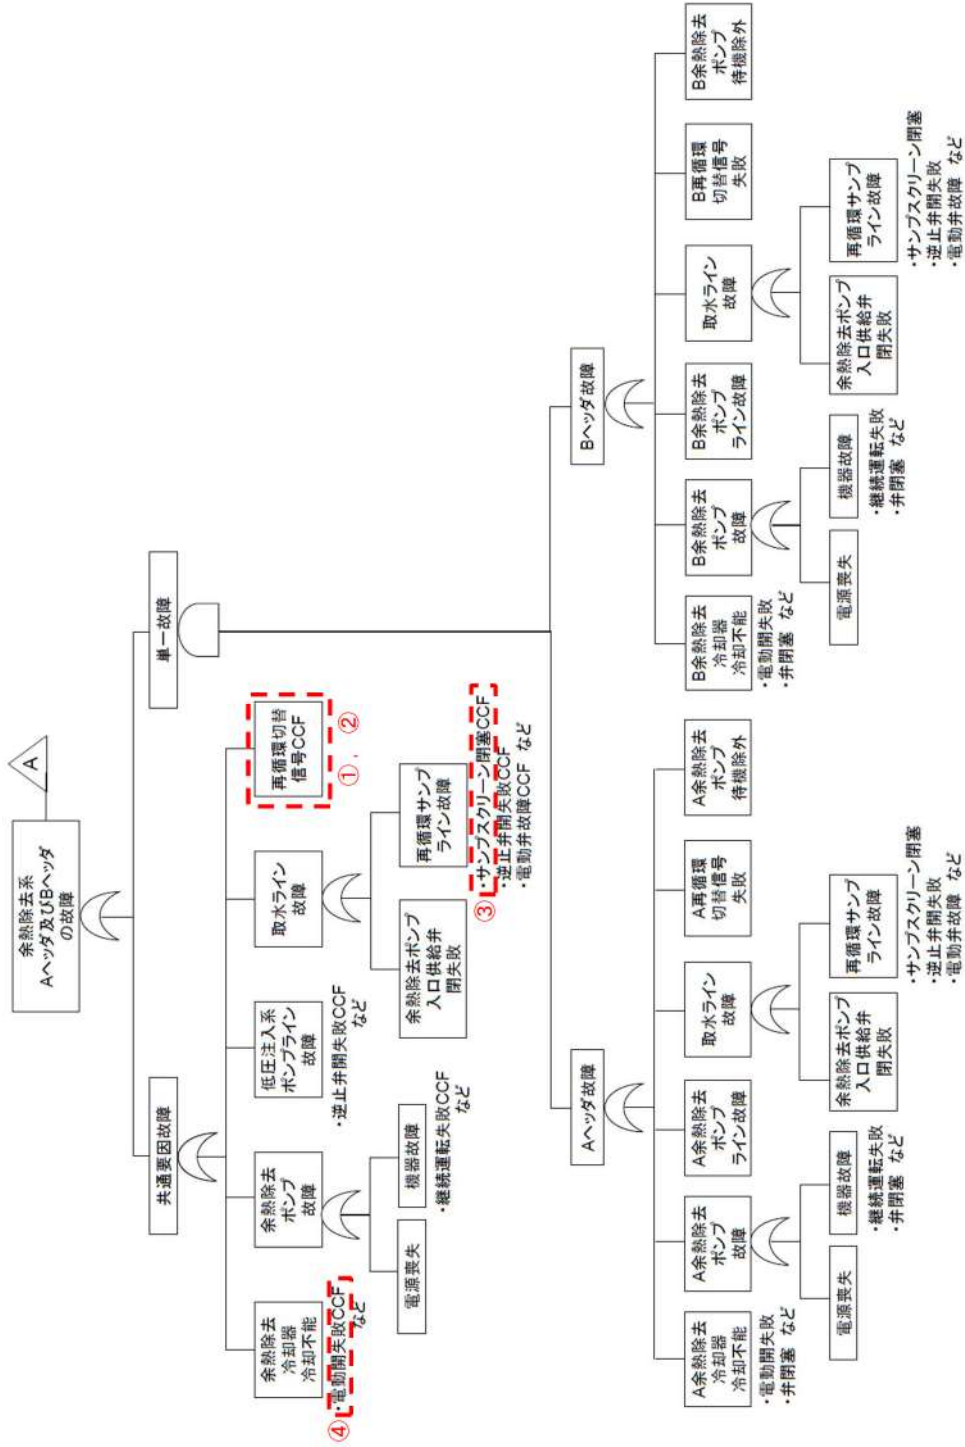 A
余熱除去系
Aヘッダ及びBヘッダ
の故障
共通要因故障
単一故障
余熱除去
冷却器
冷却不能
④
・電動開失敗CCF
など
余熱除去
ポンプ
故障
電源喪失
機器故障
・継続運転失敗CCF
など
低圧注入系
ポンプライン
故障
・逆止弁開失敗CCF
など
取水ライン
故障
余熱除去ポンプ
入口供給弁
閉失敗
再循環サンプ
ライン故障
③
・サンプスクリーン閉塞CCF
・逆止弁開失敗CCF
・電動弁故障CCF など
再循環切替
信号CCF
①, ②
Aヘッダ故障
A余熱除去
冷却器
冷却不能
・電動開失敗
・弁閉塞 など
A余熱除去
ポンプ
故障
電源喪失
機器故障
・継続運転失敗
・弁閉塞 など
A余熱除去
ポンプ
ライン故障
取水ライン
故障
余熱除去ポンプ
入口供給弁
閉失敗
再循環サンプ
ライン故障
・サンプスクリーン閉塞
・逆止弁開失敗
・電動弁故障 など
A再循環
切替信号
失敗
A余熱除去
ポンプ
待機除外
Bヘッダ故障
B余熱除去
冷却器
冷却不能
・電動開失敗
・弁閉塞 など
B余熱除去
ポンプ
故障
電源喪失
機器故障
・継続運転失敗
・弁閉塞 など
B余熱除去
ポンプ
ライン故障
取水ライン
故障
余熱除去ポンプ
入口供給弁
閉失敗
再循環サンプ
ライン故障
・サンプスクリーン閉塞
・逆止弁開失敗
・電動弁故障 など
B再循環
切替信号
失敗
B余熱除去
ポンプ
待機除外